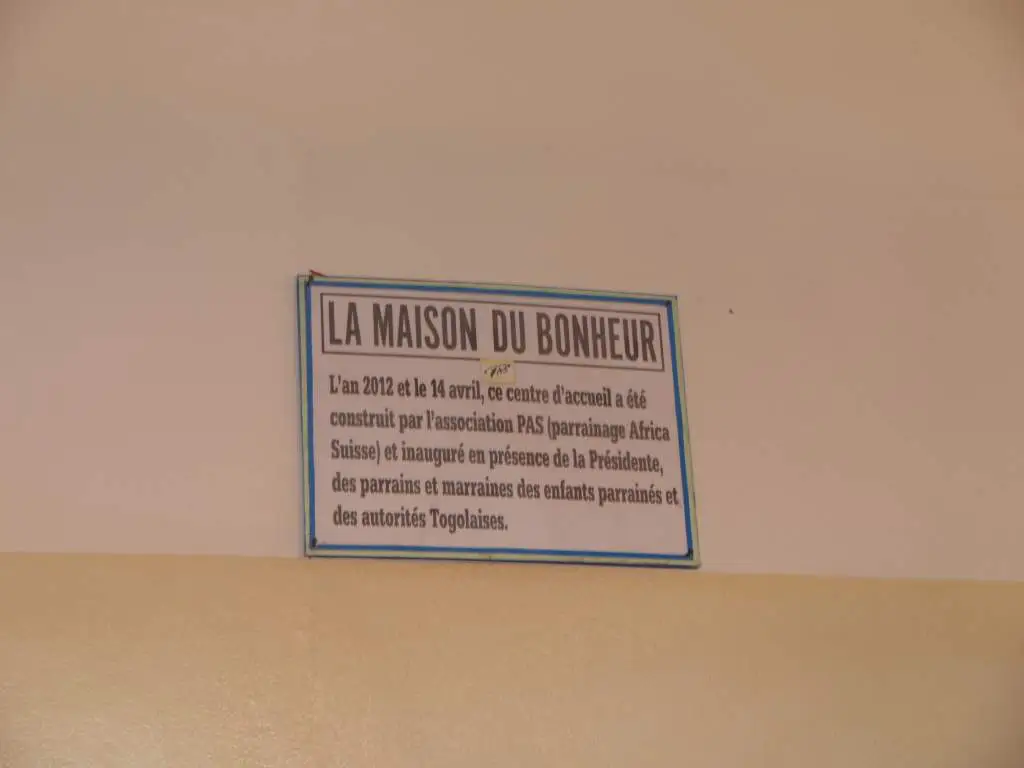 LA MAISON DU BONHEUR
L'an 2012 et le 14 avril, ce centre d'accueil a été
construit par l'association PAS (parrainage Africa
Suisse) et inauguré en présence de la Présidente,
des parrains et marraines des enfants parrainés et
des autorités Togolaises.